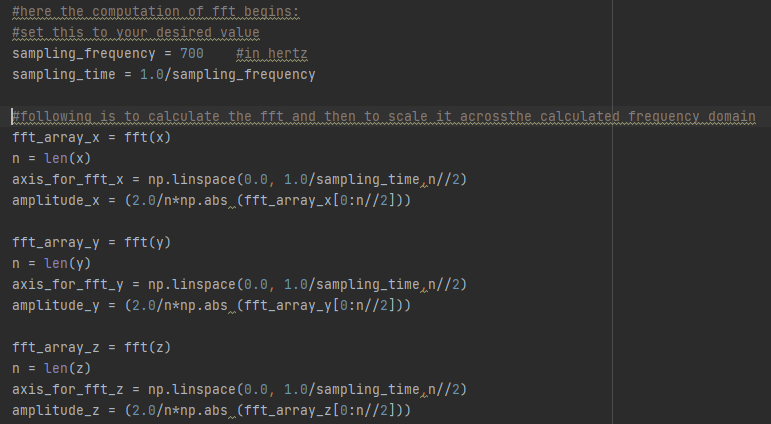 #here the computation of fft begins:
#set this to your desired value
sampling_frequency = 700    #in hertz
sampling_time = 1.0/sampling_frequency
#following is to calculate the fft and then to scale it acrossthe calculated frequency domain
fft_array_x = fft(x)
n = len(x)
axis_for_fft_x = np.linspace(0.0, 1.0/sampling_time,n//2)
amplitude_x = (2.0/n*np.abs (fft_array_x[0:n//2]))
fft_array_y = fft(y)
n = len(y)
axis_for_fft_y = np.linspace(0.0, 1.0/sampling_time,n//2)
amplitude_y = (2.0/n*np.abs (fft_array_y[0:n//2]))
fft_array_z = fft(z)
n = len(z)
axis_for_fft_z = np.linspace(0.0, 1.0/sampling_time,n//2)
amplitude_z = (2.0/n*np.abs (fft_array_z[0:n//2]))